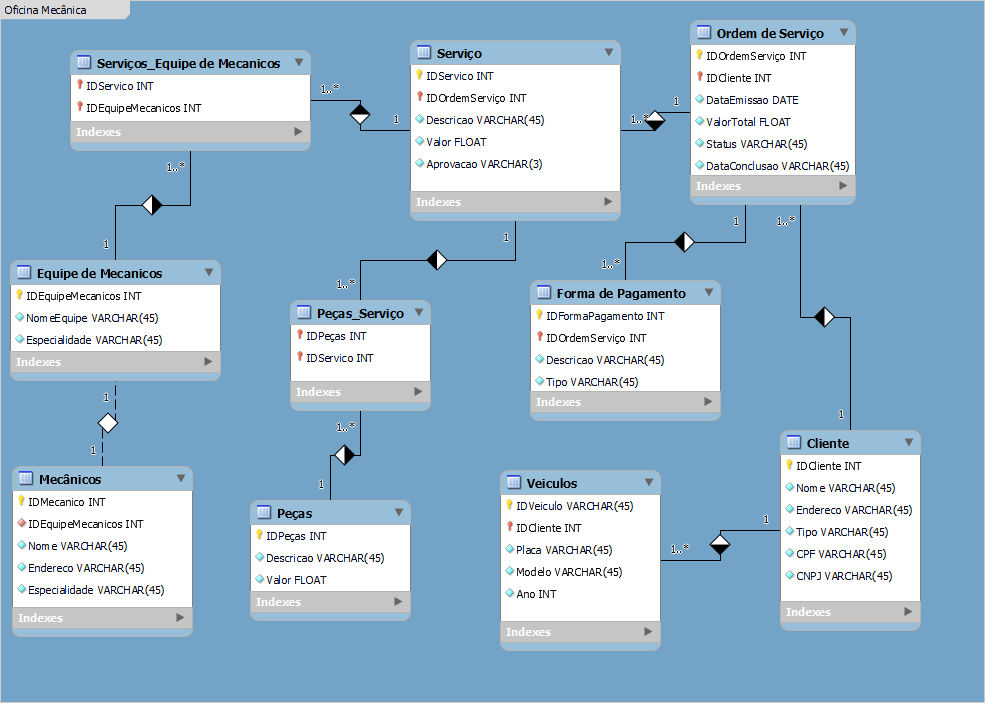 Oficina Mecânica
Serviços_Equipe de Mecanicos
IDServico INT
IDEquipeMecanicos INT
Indexes
1..*
1
Serviço
IDServico INT
IDOrdemServiço INT
Descricao VARCHAR(45)
Valor FLOAT
Aprovacao VARCHAR(3)
Indexes
1..*
1
Ordem de Serviço
IDOrdemServiço INT
IDCliente INT
DataEmissao DATE
ValorTotal FLOAT
Status VARCHAR(45)
DataConclusao VARCHAR(45)
Indexes
1..*
1
Equipe de Mecanicos
IDEquipeMecanicos INT
NomeEquipe VARCHAR(45)
Especialidade VARCHAR(45)
Indexes
1
1..*
Peças_Serviço
IDPeças INT
IDServico INT
Indexes
1
1..*
Forma de Pagamento
IDFormaPagamento INT
IDOrdemServiço INT
Descricao VARCHAR(45)
Tipo VARCHAR(45)
Indexes
1..*
1
1
1
Mecânicos
IDMecanico INT
IDEquipeMecanicos INT
Nome VARCHAR(45)
Endereco VARCHAR(45)
Especialidade VARCHAR(45)
Indexes
1..*
1
Peças
IDPeças INT
Descricao VARCHAR(45)
Valor FLOAT
Indexes
Veiculos
IDVeiculo VARCHAR(45)
IDCliente INT
Placa VARCHAR(45)
Modelo VARCHAR(45)
Ano INT
Indexes
1..*
1
Cliente
IDCliente INT
Nome VARCHAR(45)
Endereco VARCHAR(45)
Tipo VARCHAR(45)
CPF VARCHAR(45)
CNPJ VARCHAR(45)
Indexes